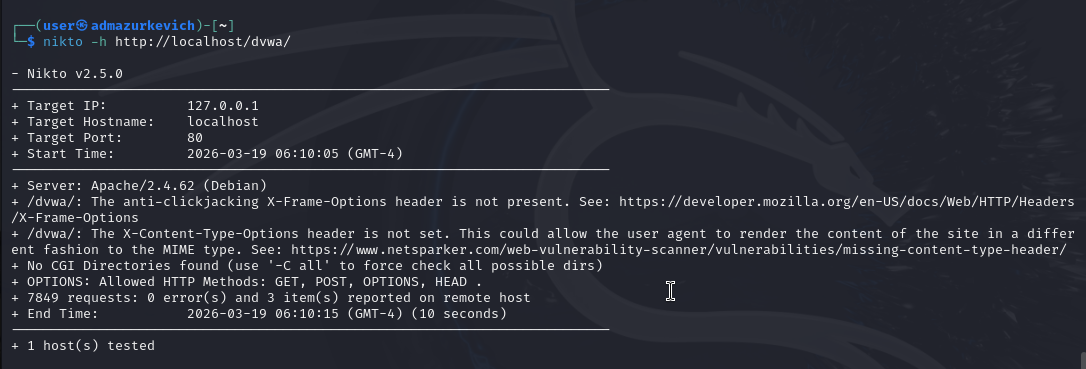 ┌──(user㉿admazurkevich)-[~]
└─$ nikto -h http://localhost/dvwa/
- Nikto v2.5.0
+ Target IP:          127.0.0.1
+ Target Hostname:    localhost
+ Target Port:        80
+ Start Time:         2026-03-19 06:10:05 (GMT-4)
+ Server: Apache/2.4.62 (Debian)
+ /dvwa/: The anti-clickjacking X-Frame-Options header is not present. See: https://developer.mozilla.org/en-US/docs/Web/HTTP/Headers
/X-Frame-Options
+ /dvwa/: The X-Content-Type-Options header is not set. This could allow the user agent to render the content of the site in a differ
ent fashion to the MIME type. See: https://www.netsparker.com/web-vulnerability-scanner/vulnerabilities/missing-content-type-header/
+ No CGI Directories found (use '-C all' to force check all possible dirs)
+ OPTIONS: Allowed HTTP Methods: GET, POST, OPTIONS, HEAD .
+ 7849 requests: 0 error(s) and 3 item(s) reported on remote host
+ End Time:           2026-03-19 06:10:15 (GMT-4) (10 seconds)
+ 1 host(s) tested